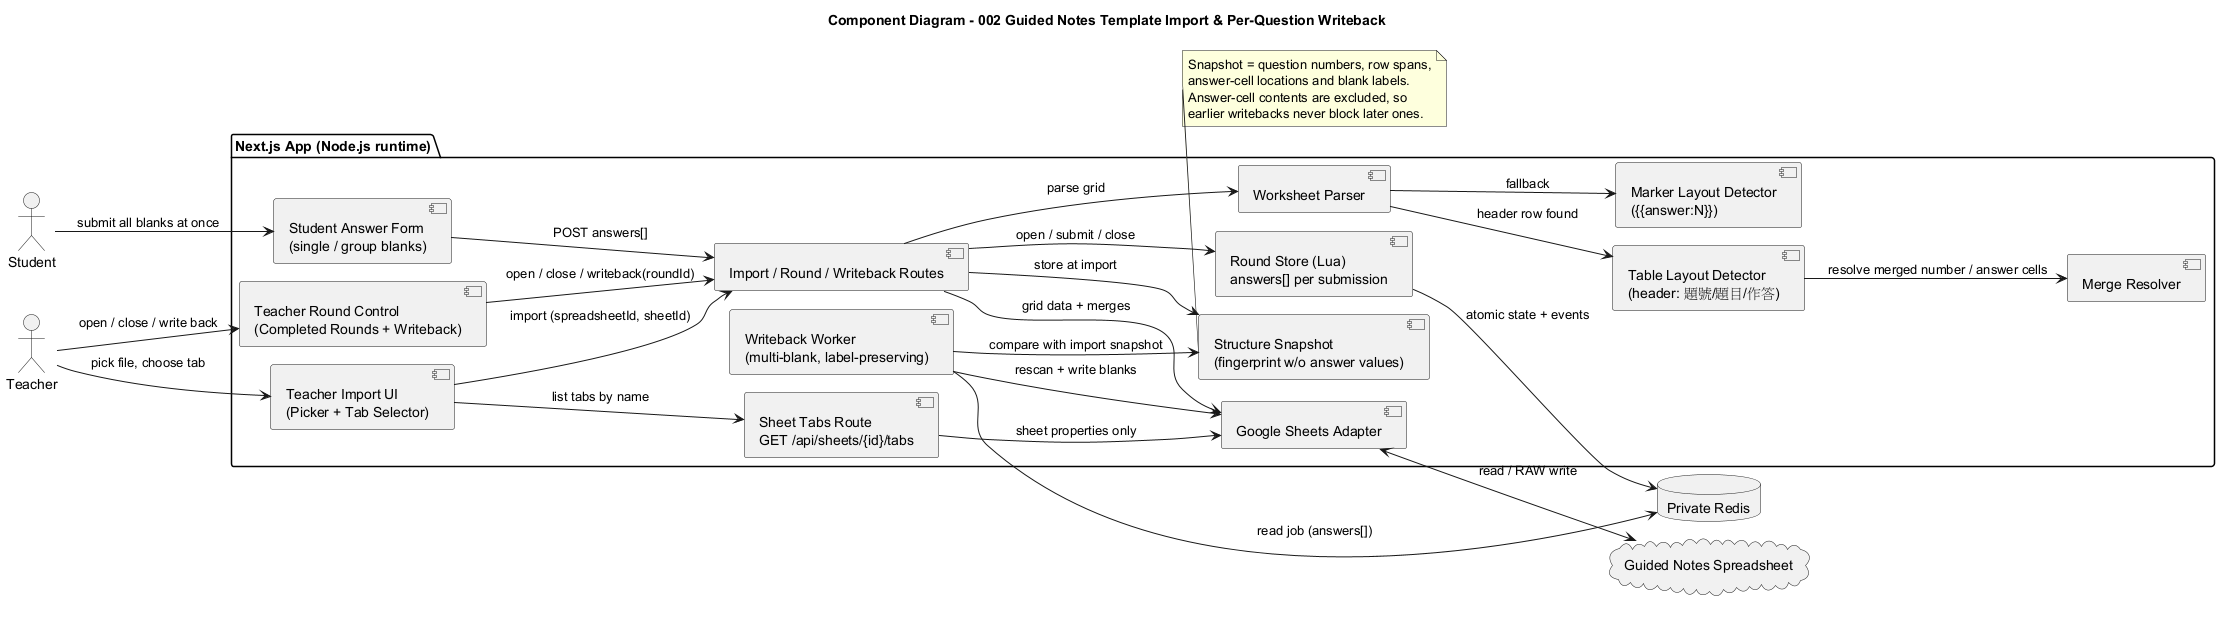 Component Diagram - 002 Guided Notes Template Import & Per-Question Writeback
Snapshot = question numbers, row spans,
answer-cell locations and blank labels.
Answer-cell contents are excluded, so
earlier writebacks never block later ones.
Next.js App (Node.js runtime)
Student
submit all blanks at once
Student Answer Form
(single / group blanks)
POST answers[]
Teacher
open / close / write back
pick file, choose tab
Teacher Round Control
(Completed Rounds + Writeback)
open / close / writeback(roundId)
Teacher Import UI
(Picker + Tab Selector)
import (spreadsheetId, sheetId)
list tabs by name
Import / Round / Writeback Routes
Writeback Worker
(multi-blank, label-preserving)
Sheet Tabs Route
GET /api/sheets/{id}/tabs
parse grid
open / submit / close
store at import
grid data + merges
compare with import snapshot
rescan + write blanks
sheet properties only
read job (answers[])
Worksheet Parser
Round Store (Lua)
answers[] per submission
Structure Snapshot
(fingerprint w/o answer values)
Google Sheets Adapter
fallback
header row found
atomic state + events
read / RAW write
Marker Layout Detector
({{answer:N}})
Table Layout Detector
(header: 題號/題目/作答)
resolve merged number / answer cells
Merge Resolver
Private Redis
Guided Notes Spreadsheet